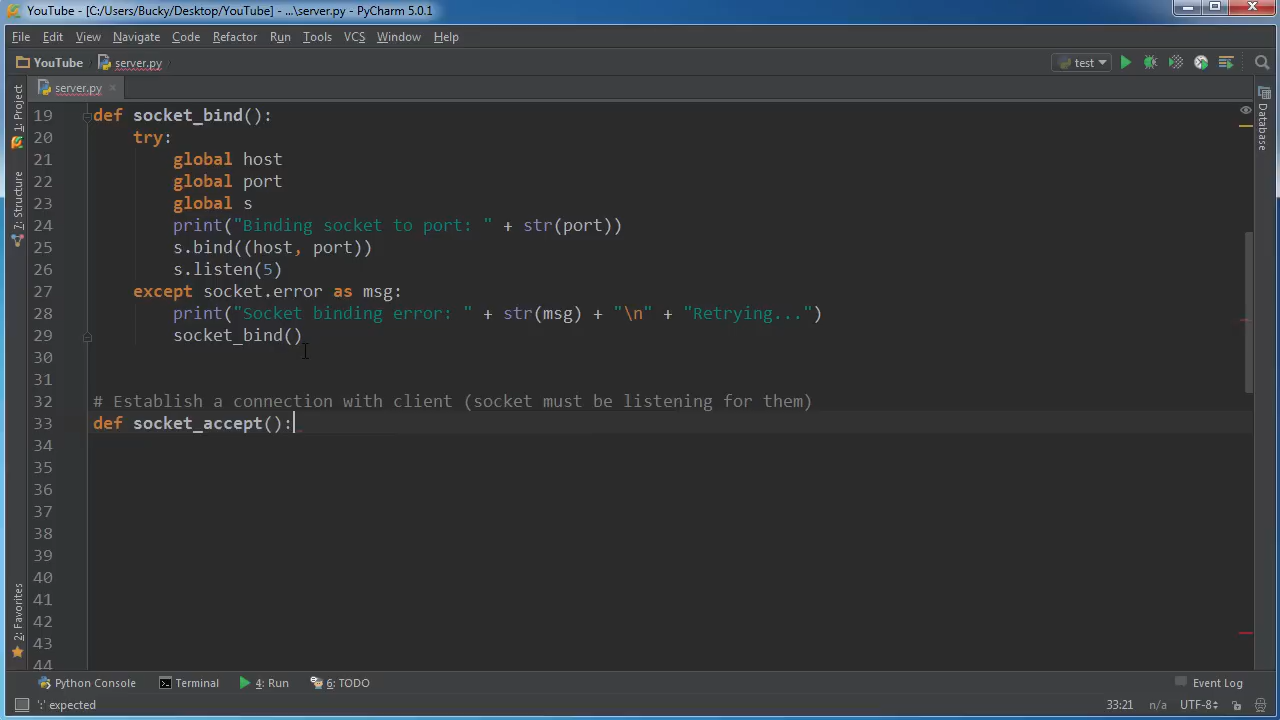 YouTube - [C:/Users/Bucky/Desktop/YouTube] - ...\server.py - PyCharm 5.0.1
File Edit View Navigate Code Refactor Run Tools VCS Window Help
YouTube server.py test
server.py
1: Project
7: Structure
2: Favorites
Database
19 def socket_bind():
20 try:
21 global host
22 global port
23 global s
24 print("Binding socket to port: " + str(port))
25 s.bind((host, port))
26 s.listen(5)
27 except socket.error as msg:
28 print("Socket binding error: " + str(msg) + "\n" + "Retrying...")
29 socket_bind()
30
31
32 # Establish a connection with client (socket must be listening for them)
33 def socket_accept():
34
35
36
37
38
39
40
41
42
43
44
Python Console Terminal 4: Run 6: TODO Event Log
':' expected 33:21 n/a UTF-8